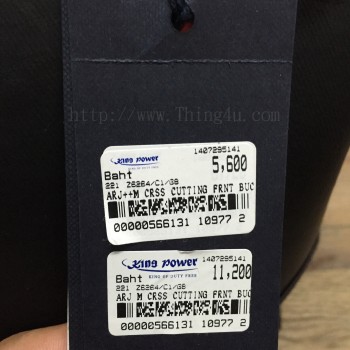 http://www.Thing4u.com
1407295141
King Power
5,600
Baht
221 Z6264/C1/G8
ARJ++M CRSS CUTTING FRNT BUC
00000566131 10977 2
1407295141
King Power
KING OF DUTY FREE
11,200
Baht
221 Z6264/C1/G8
ARJ M CRSS CUTTING FRNT BUC
00000566131 10977 2